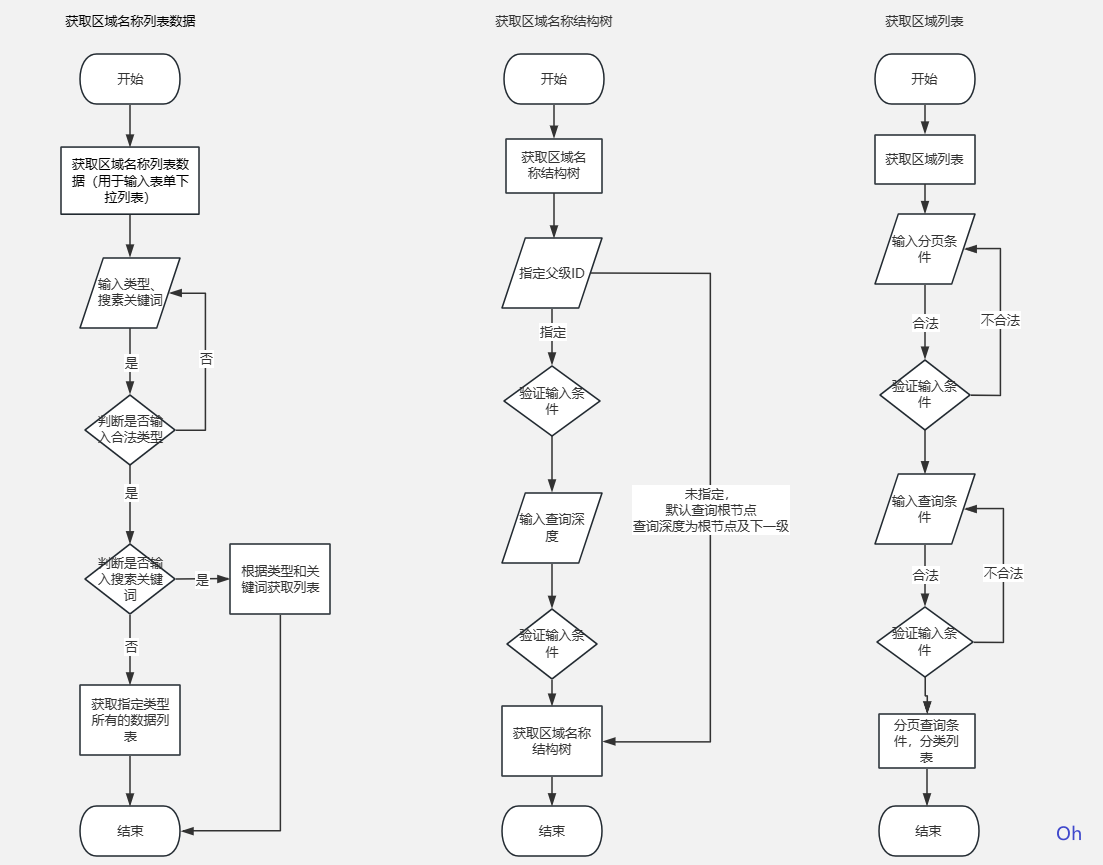 获取区域名称列表数据
开始
获取区域名称列表数
据（用于输入表单下
拉列表）
输入类型、
搜素关键词
是
否
判断是否输
入合法类型
是
判断是否输
入搜索关键
词
是
根据类型和关
键词获取列表
否
获取指定类型
所有的数据列
表
结束
获取区域名称结构树
开始
获取区域名
称结构树
指定父级ID
指定
验证输入条
件
输入查询深
度
未指定，
默认查询根节点
查询深度为根节点及下一级
验证输入条
件
获取区域名称
结构树
结束
获取区域列表
开始
获取区域列表
输入分页条
件
合法
不合法
验证输入条
件
输入查询条
件
合法
不合法
验证输入条
件
分页查询条
件，分类列
表
结束
Oh